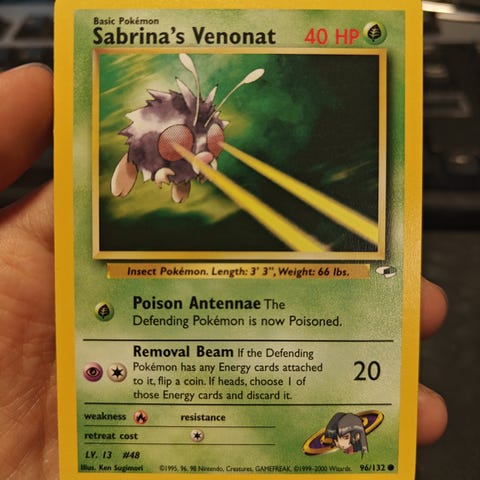 Basic Pokémon
Sabrina's Venonat 40 HP
Insect Pokémon. Length: 3' 3", Weight: 66 lbs.
Poison Antennae The
Defending Pokémon is now Poisoned.
Removal Beam If the Defending
Pokémon has any Energy cards attached
to it, flip a coin. If heads, choose 1 of
those Energy cards and discard it.
20
weakness resistance
retreat cost
LV. 13 #48
Illus. Ken Sugimori ©1995, 96, 98 Nintendo, Creatures, GAMEFREAK. ©1999-2000 Wizards. 96/132